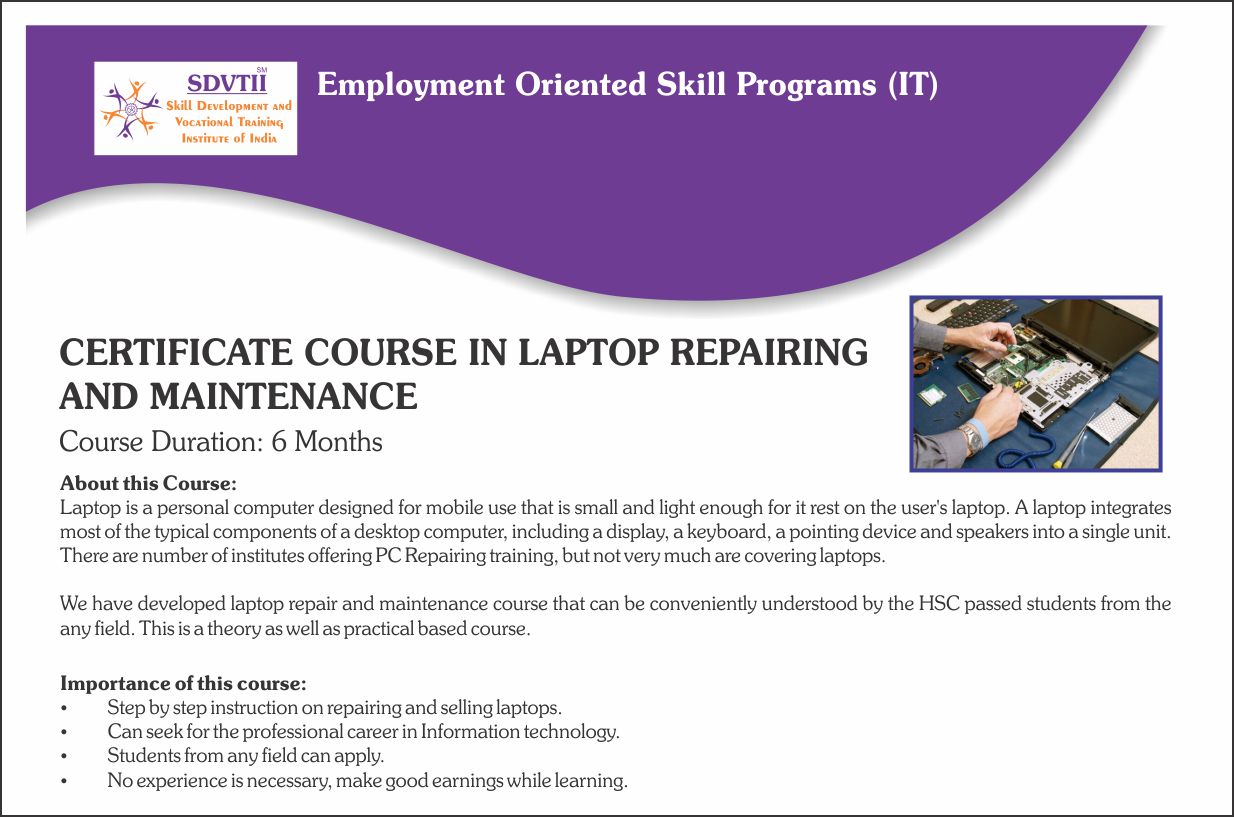 SDVTII SM
Skill Development and
Vocational Training
Institute of India
Employment Oriented Skill Programs (IT)
CERTIFICATE COURSE IN LAPTOP REPAIRING
AND MAINTENANCE
Course Duration: 6 Months
About this Course:
Laptop is a personal computer designed for mobile use that is small and light enough for it rest on the user's laptop. A laptop integrates
most of the typical components of a desktop computer, including a display, a keyboard, a pointing device and speakers into a single unit.
There are number of institutes offering PC Repairing training, but not very much are covering laptops.
We have developed laptop repair and maintenance course that can be conveniently understood by the HSC passed students from the
any field. This is a theory as well as practical based course.
Importance of this course:
• Step by step instruction on repairing and selling laptops.
• Can seek for the professional career in Information technology.
• Students from any field can apply.
• No experience is necessary, make good earnings while learning.